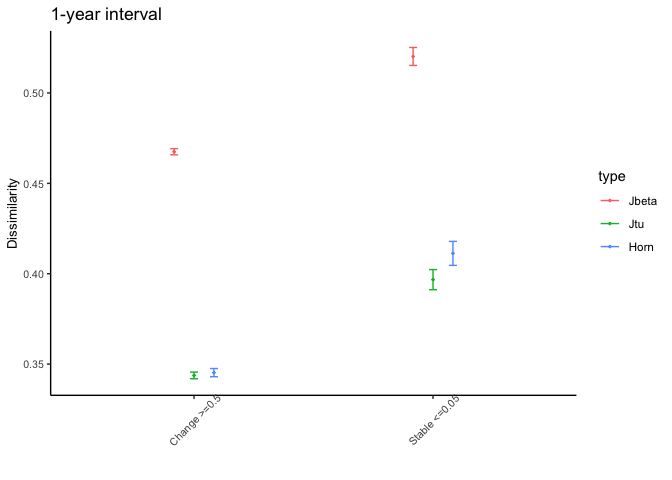 1-year interval
Dissimilarity
0.50
0.45
0.40
0.35
Change >=0.5
Stable <=0.05
type
Jbeta
Jtu
Horn